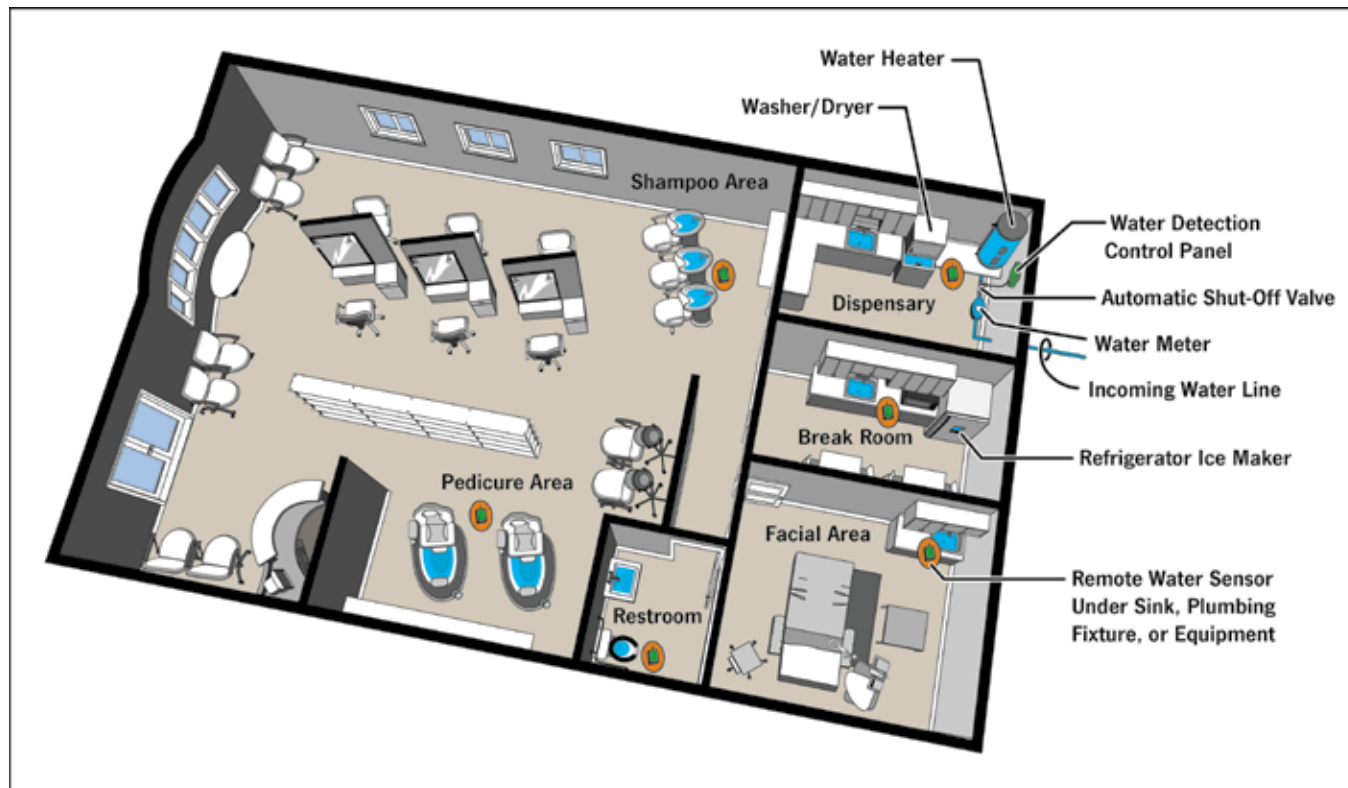 Water Heater
Washer/Dryer
Shampoo Area
Water Detection
Control Panel
Dispensary
Automatic Shut-Off Valve
Water Meter
Incoming Water Line
Break Room
Refrigerator Ice Maker
Pedicure Area
Facial Area
Remote Water Sensor
Under Sink, Plumbing
Fixture, or Equipment
Restroom